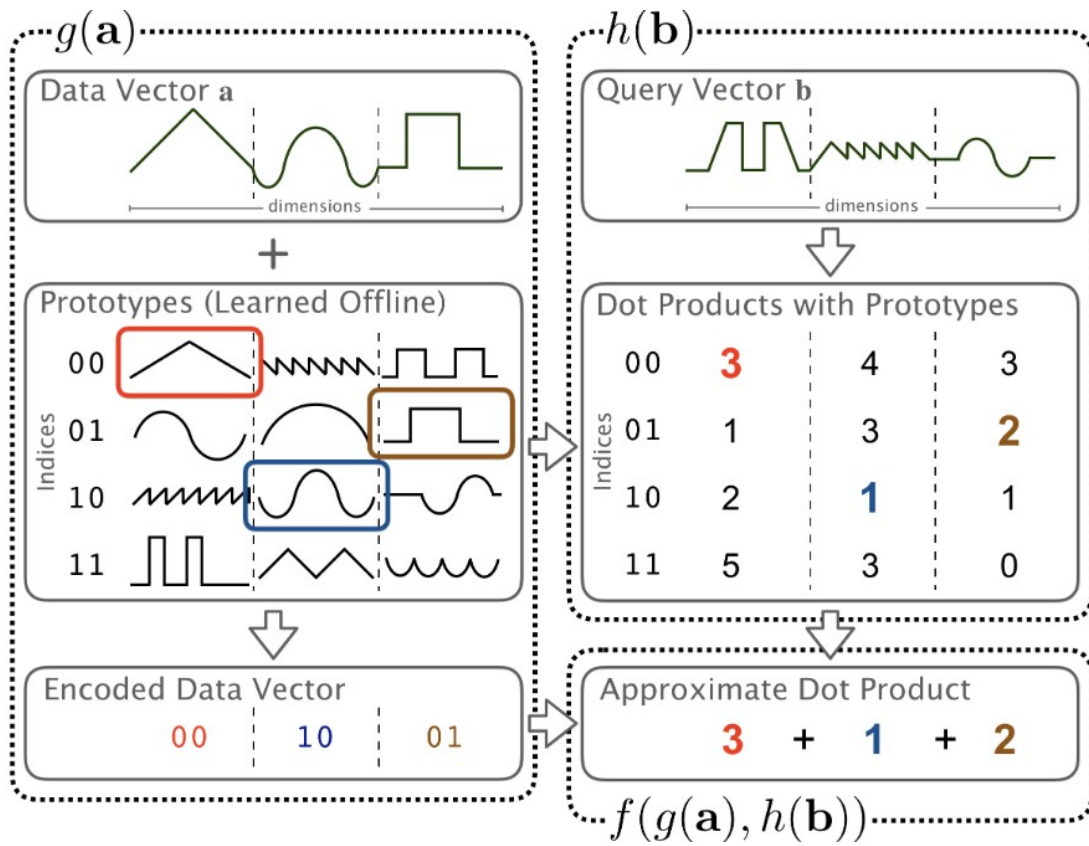 g(a)
Data Vector a
dimensions
+
Prototypes (Learned Offline)
Indices
00
01
10
11
Encoded Data Vector
00 10 01
h(b)
Query Vector b
dimensions
Dot Products with Prototypes
Indices
00 3 4 3
01 1 3 2
10 2 1 1
11 5 3 0
Approximate Dot Product
3 + 1 + 2
f(g(a), h(b))